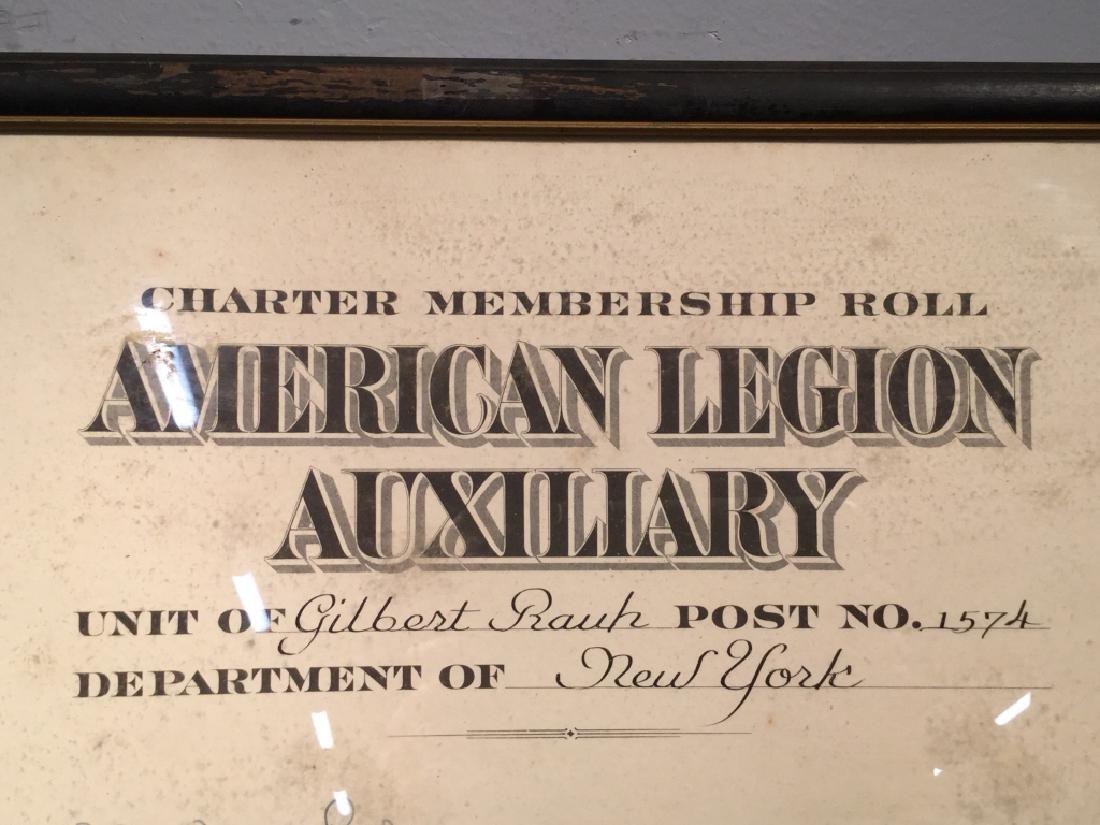 CHARTER MEMBERSHIP ROLL
AMERICAN LEGION
AUXILIARY
UNIT OF Gilbert Rauh POST NO. 1574
DEPARTMENT OF New York